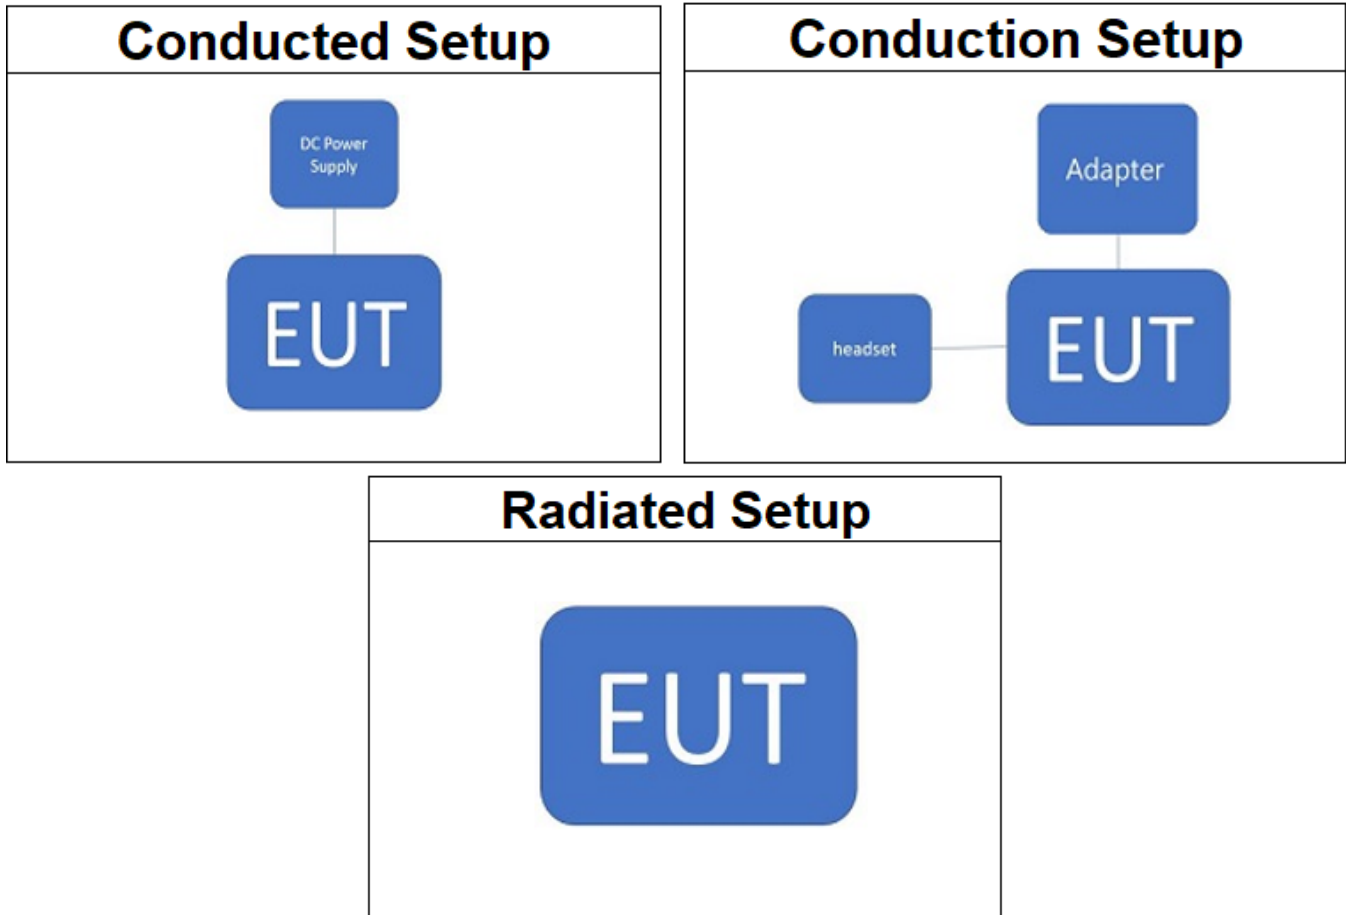 Conducted Setup
DC Power
Supply
EUT
Conduction Setup
Adapter
headset
EUT
Radiated Setup
EUT